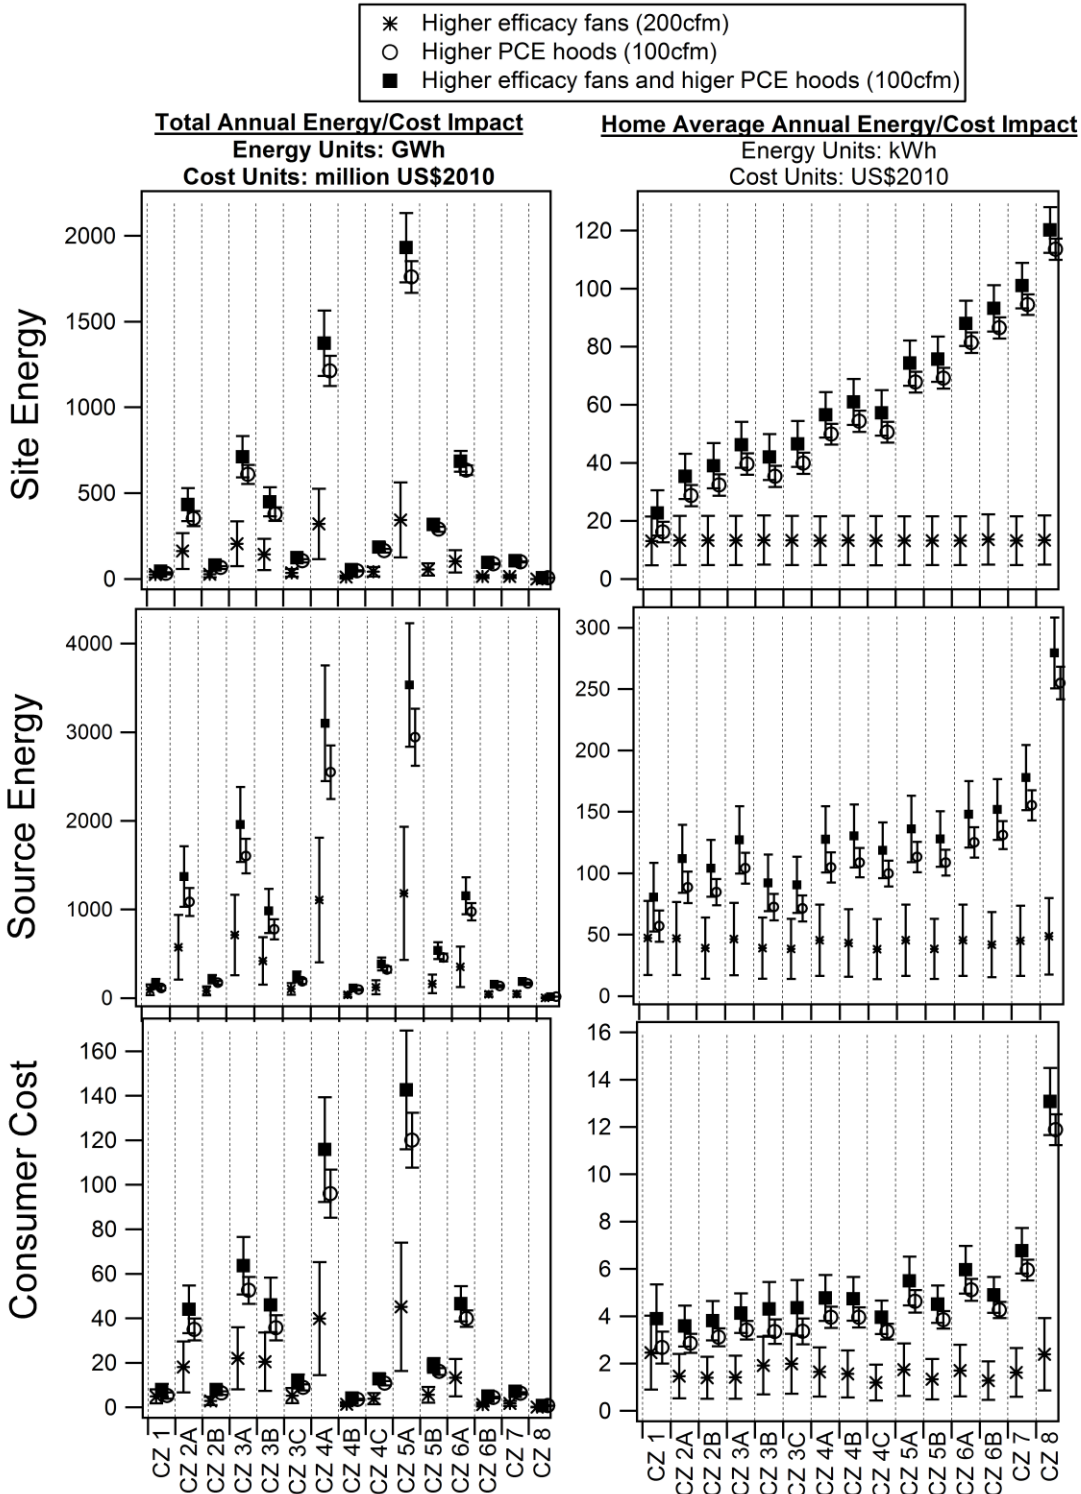 Higher efficacy fans (200cfm)
Higher PCE hoods (100cfm)
Higher efficacy fans and higer PCE hoods (100cfm)
Total Annual Energy/Cost Impact
Energy Units: GWh
Cost Units: million US$2010
Home Average Annual Energy/Cost Impact
Energy Units: kWh
Cost Units: US$2010
Site Energy
2000
1500
1000
500
0
120
100
80
60
40
20
0
Source Energy
4000
3000
2000
1000
0
300
250
200
150
100
50
0
Consumer Cost
160
140
120
100
80
60
40
20
0
16
14
12
10
8
6
4
2
0
CZ 1
CZ 2A
CZ 2B
CZ 3A
CZ 3B
CZ 3C
CZ 4A
CZ 4B
CZ 4C
CZ 5A
CZ 5B
CZ 6A
CZ 6B
CZ 7
CZ 8
CZ 1
CZ 2A
CZ 2B
CZ 3A
CZ 3B
CZ 3C
CZ 4A
CZ 4B
CZ 4C
CZ 5A
CZ 5B
CZ 6A
CZ 6B
CZ 7
CZ 8